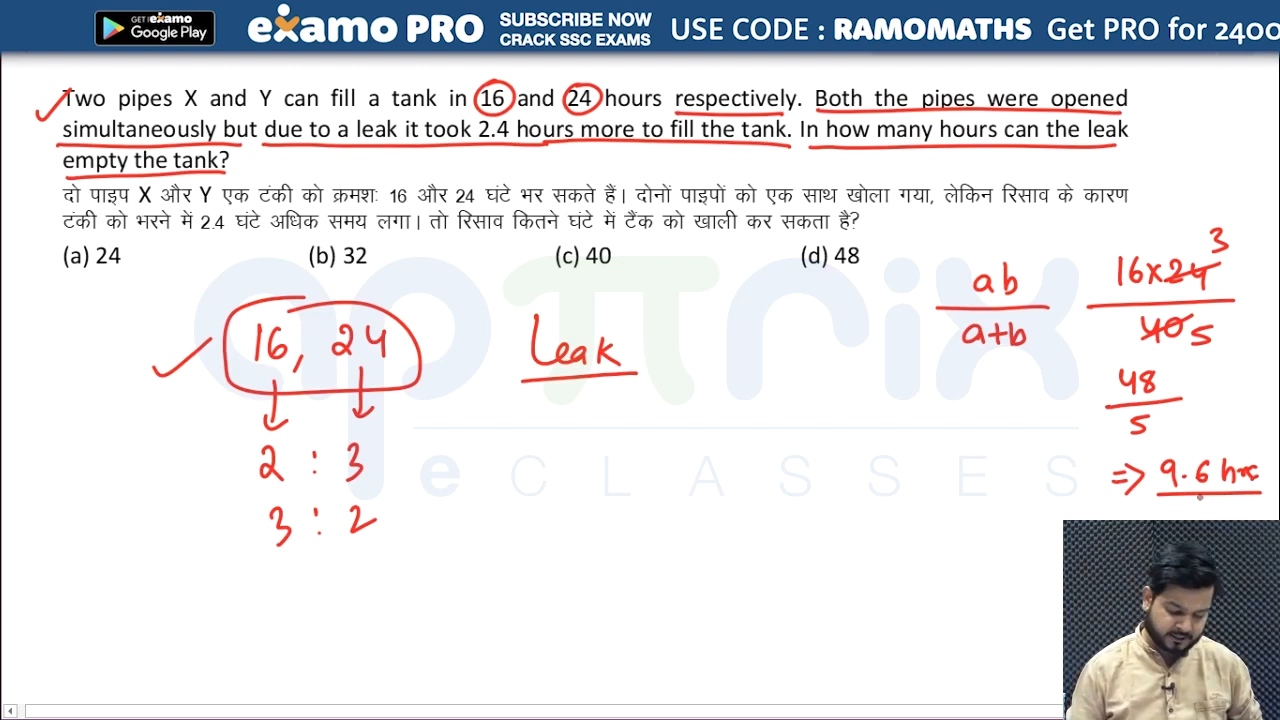 GET IT ON examo Google Play
examo PRO
SUBSCRIBE NOW
CRACK SSC EXAMS
USE CODE : RAMOMATHS Get PRO for 2400
Two pipes X and Y can fill a tank in 16 and 24 hours respectively. Both the pipes were opened
simultaneously but due to a leak it took 2.4 hours more to fill the tank. In how many hours can the leak
empty the tank?
दो पाइप X और Y एक टंकी को क्रमशः 16 और 24 घंटे भर सकते हैं। दोनों पाइपों को एक साथ खोला गया, लेकिन रिसाव के कारण
टंकी को भरने में 2.4 घंटे अधिक समय लगा। तो रिसाव कितने घंटे में टैंक को खाली कर सकता है?
(a) 24 (b) 32 (c) 40 (d) 48
16, 24
2 : 3
3 : 2
Leak
ab
a+b
16×24 3
40 5
48
5
=> 9.6 hrs
apπrix
eCLASSES